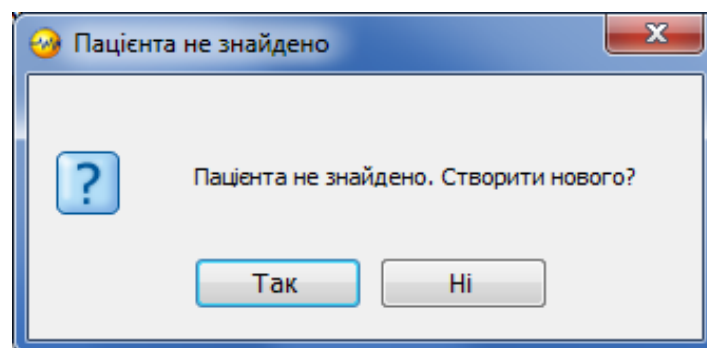 Пацієнта не знайдено
Пацієнта не знайдено. Створити нового?
Так
Ні